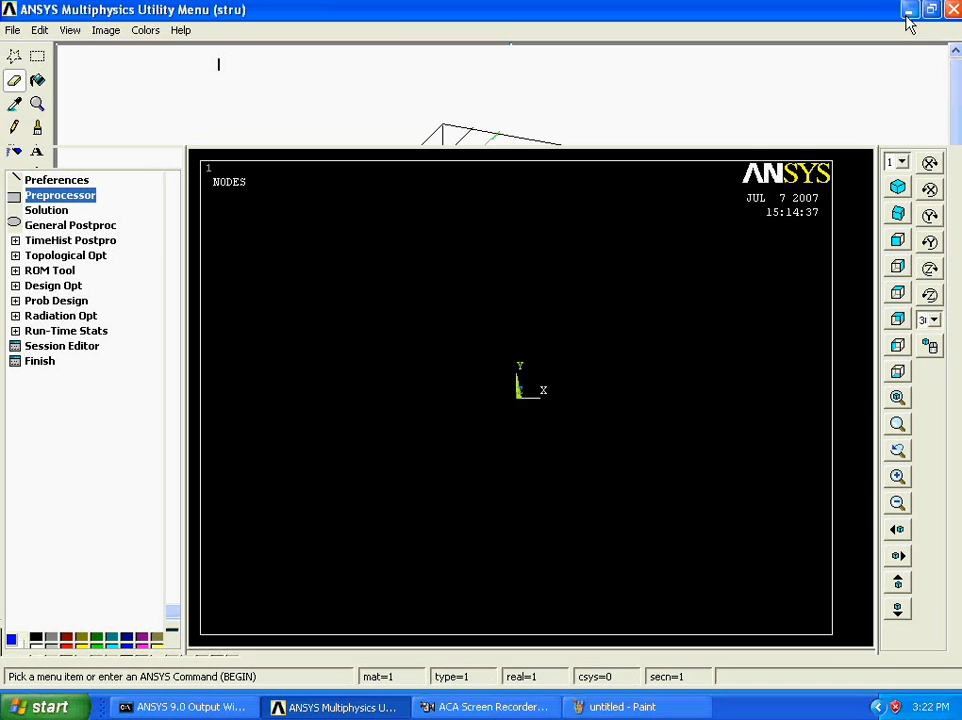 ANSYS Multiphysics Utility Menu (stru)
File Edit View Image Colors Help
A
Preferences
Preprocessor
Solution
General Postproc
TimeHist Postpro
Topological Opt
ROM Tool
Design Opt
Prob Design
Radiation Opt
Run-Time Stats
Session Editor
Finish
1
NODES
ANSYS
JUL 7 2007
15:14:37
Y
X
1
X
X
Y
Y
Z
Z
Pick a menu item or enter an ANSYS Command (BEGIN)
mat=1
type=1
real=1
csys=0
secn=1
start
ANSYS 9.0 Output Wi...
ANSYS Multiphysics U...
ACA Screen Recorder...
untitled - Paint
3:22 PM